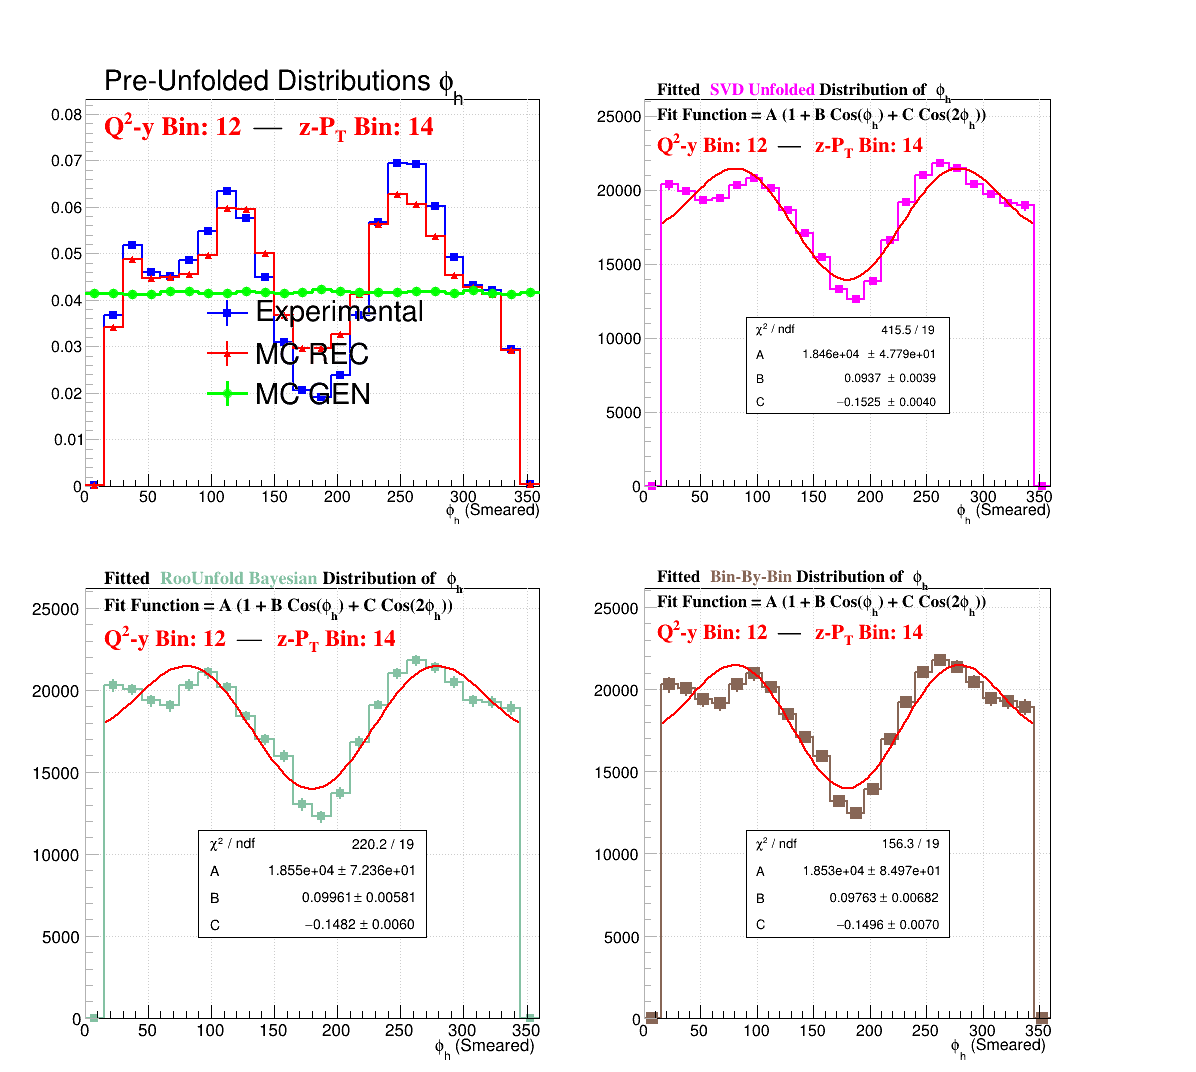 Pre-Unfolded Distributions ϕh
Q2-y Bin: 12 — z-PT Bin: 14
0.08
0.07
0.06
0.05
0.04
0.03
0.02
0.01
0
Experimental
MC REC
MC GEN
0 50 100 150 200 250 300 350
ϕh (Smeared)
Fitted SVD Unfolded Distribution of ϕh
Fit Function = A (1 + B Cos(ϕh) + C Cos(2ϕh))
Q2-y Bin: 12 — z-PT Bin: 14
25000
20000
15000
10000
5000
0
χ2 / ndf 415.5 / 19
A 1.846e+04 ± 4.779e+01
B 0.0937 ± 0.0039
C −0.1525 ± 0.0040
0 50 100 150 200 250 300 350
ϕh (Smeared)
Fitted RooUnfold Bayesian Distribution of ϕh
Fit Function = A (1 + B Cos(ϕh) + C Cos(2ϕh))
Q2-y Bin: 12 — z-PT Bin: 14
25000
20000
15000
10000
5000
0
χ2 / ndf 220.2 / 19
A 1.855e+04 ± 7.236e+01
B 0.09961 ± 0.00581
C −0.1482 ± 0.0060
0 50 100 150 200 250 300 350
ϕh (Smeared)
Fitted Bin-By-Bin Distribution of ϕh
Fit Function = A (1 + B Cos(ϕh) + C Cos(2ϕh))
Q2-y Bin: 12 — z-PT Bin: 14
25000
20000
15000
10000
5000
0
χ2 / ndf 156.3 / 19
A 1.853e+04 ± 8.497e+01
B 0.09763 ± 0.00682
C −0.1496 ± 0.0070
0 50 100 150 200 250 300 350
ϕh (Smeared)